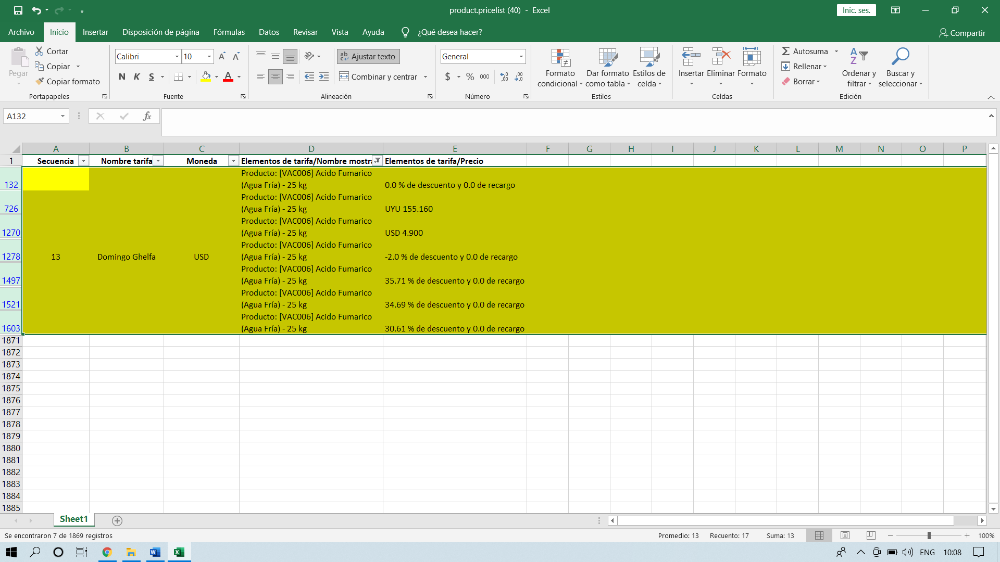 product.pricelist (40) - Excel
Inic. ses.
Archivo Inicio Insertar Disposición de página Fórmulas Datos Revisar Vista Ayuda ¿Qué desea hacer? Compartir
Pegar
Cortar
Copiar
Copiar formato
Portapapeles
Calibri 10
N K S
Fuente
Ajustar texto
Combinar y centrar
Alineación
General
$ % 000
Número
Formato condicional
Dar formato como tabla
Estilos de celda
Estilos
Insertar Eliminar Formato
Celdas
Autosuma
Rellenar
Borrar
Ordenar y filtrar
Buscar y seleccionar
Edición
A132 fx
A B C D E F G H I J K L M N O P
1 Secuencia Nombre tarifa Moneda Elementos de tarifa/Nombre mostra Elementos de tarifa/Precio
Producto: [VAC006] Acido Fumarico
132 (Agua Fría) - 25 kg 0.0 % de descuento y 0.0 de recargo
Producto: [VAC006] Acido Fumarico
726 (Agua Fría) - 25 kg UYU 155.160
Producto: [VAC006] Acido Fumarico
1270 (Agua Fría) - 25 kg USD 4.900
Producto: [VAC006] Acido Fumarico
1278 13 Domingo Ghelfa USD (Agua Fría) - 25 kg -2.0 % de descuento y 0.0 de recargo
Producto: [VAC006] Acido Fumarico
1497 (Agua Fría) - 25 kg 35.71 % de descuento y 0.0 de recargo
Producto: [VAC006] Acido Fumarico
1521 (Agua Fría) - 25 kg 34.69 % de descuento y 0.0 de recargo
Producto: [VAC006] Acido Fumarico
1603 (Agua Fría) - 25 kg 30.61 % de descuento y 0.0 de recargo
1871
1872
1873
1874
1875
1876
1877
1878
1879
1880
1881
1882
1883
1884
1885
Sheet1
Se encontraron 7 de 1869 registros Promedio: 13 Recuento: 17 Suma: 13 100%
ENG 10:08